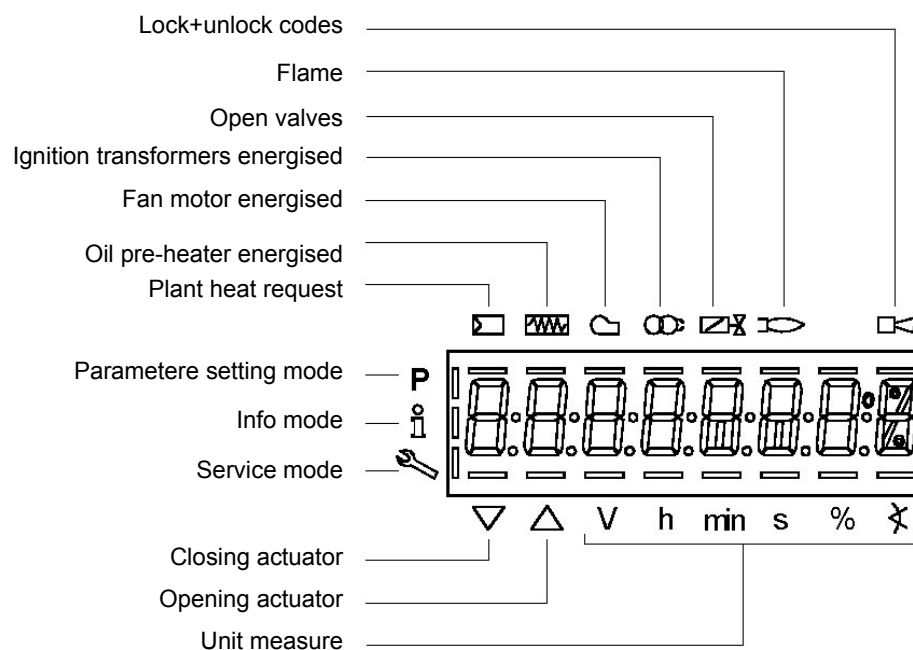 Lock+unlock codes
Flame
Open valves
Ignition transformers energised
Fan motor energised
Oil pre-heater energised
Plant heat request
Parametere setting mode
P
Info mode
i
Service mode
V h min s %
Closing actuator
Opening actuator
Unit measure